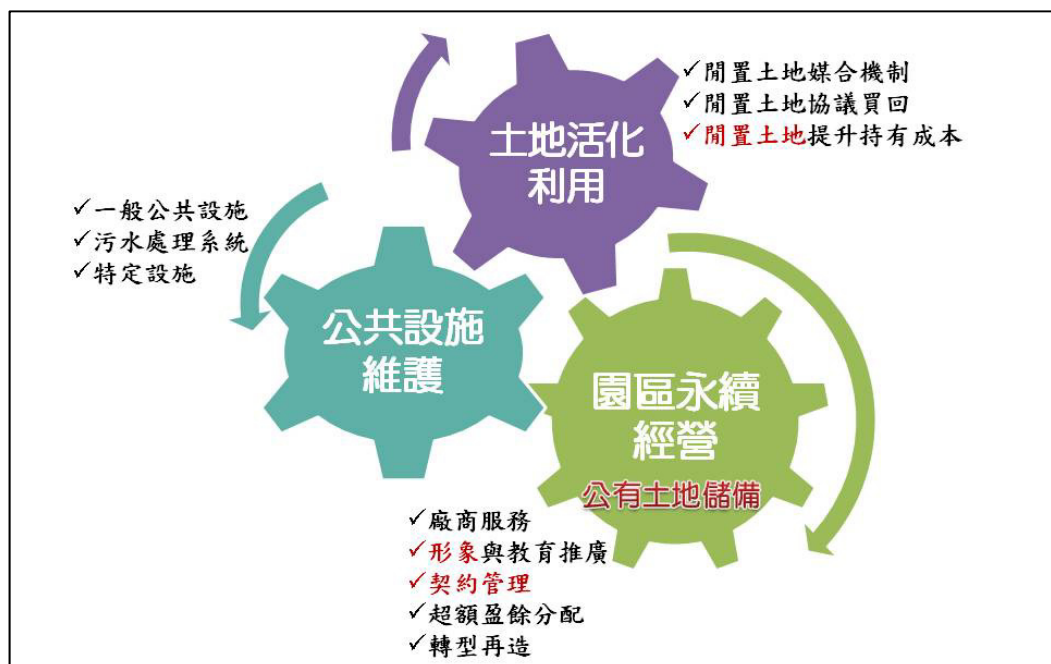 土地活化
利用
✓閒置土地媒合機制
✓閒置土地協議買回
✓閒置土地提升持有成本
✓一般公共設施
✓污水處理系統
✓特定設施
公共設施
維護
園區永續
經營
公有土地儲備
✓廠商服務
✓形象與教育推廣
✓契約管理
✓超額盈餘分配
✓轉型再造